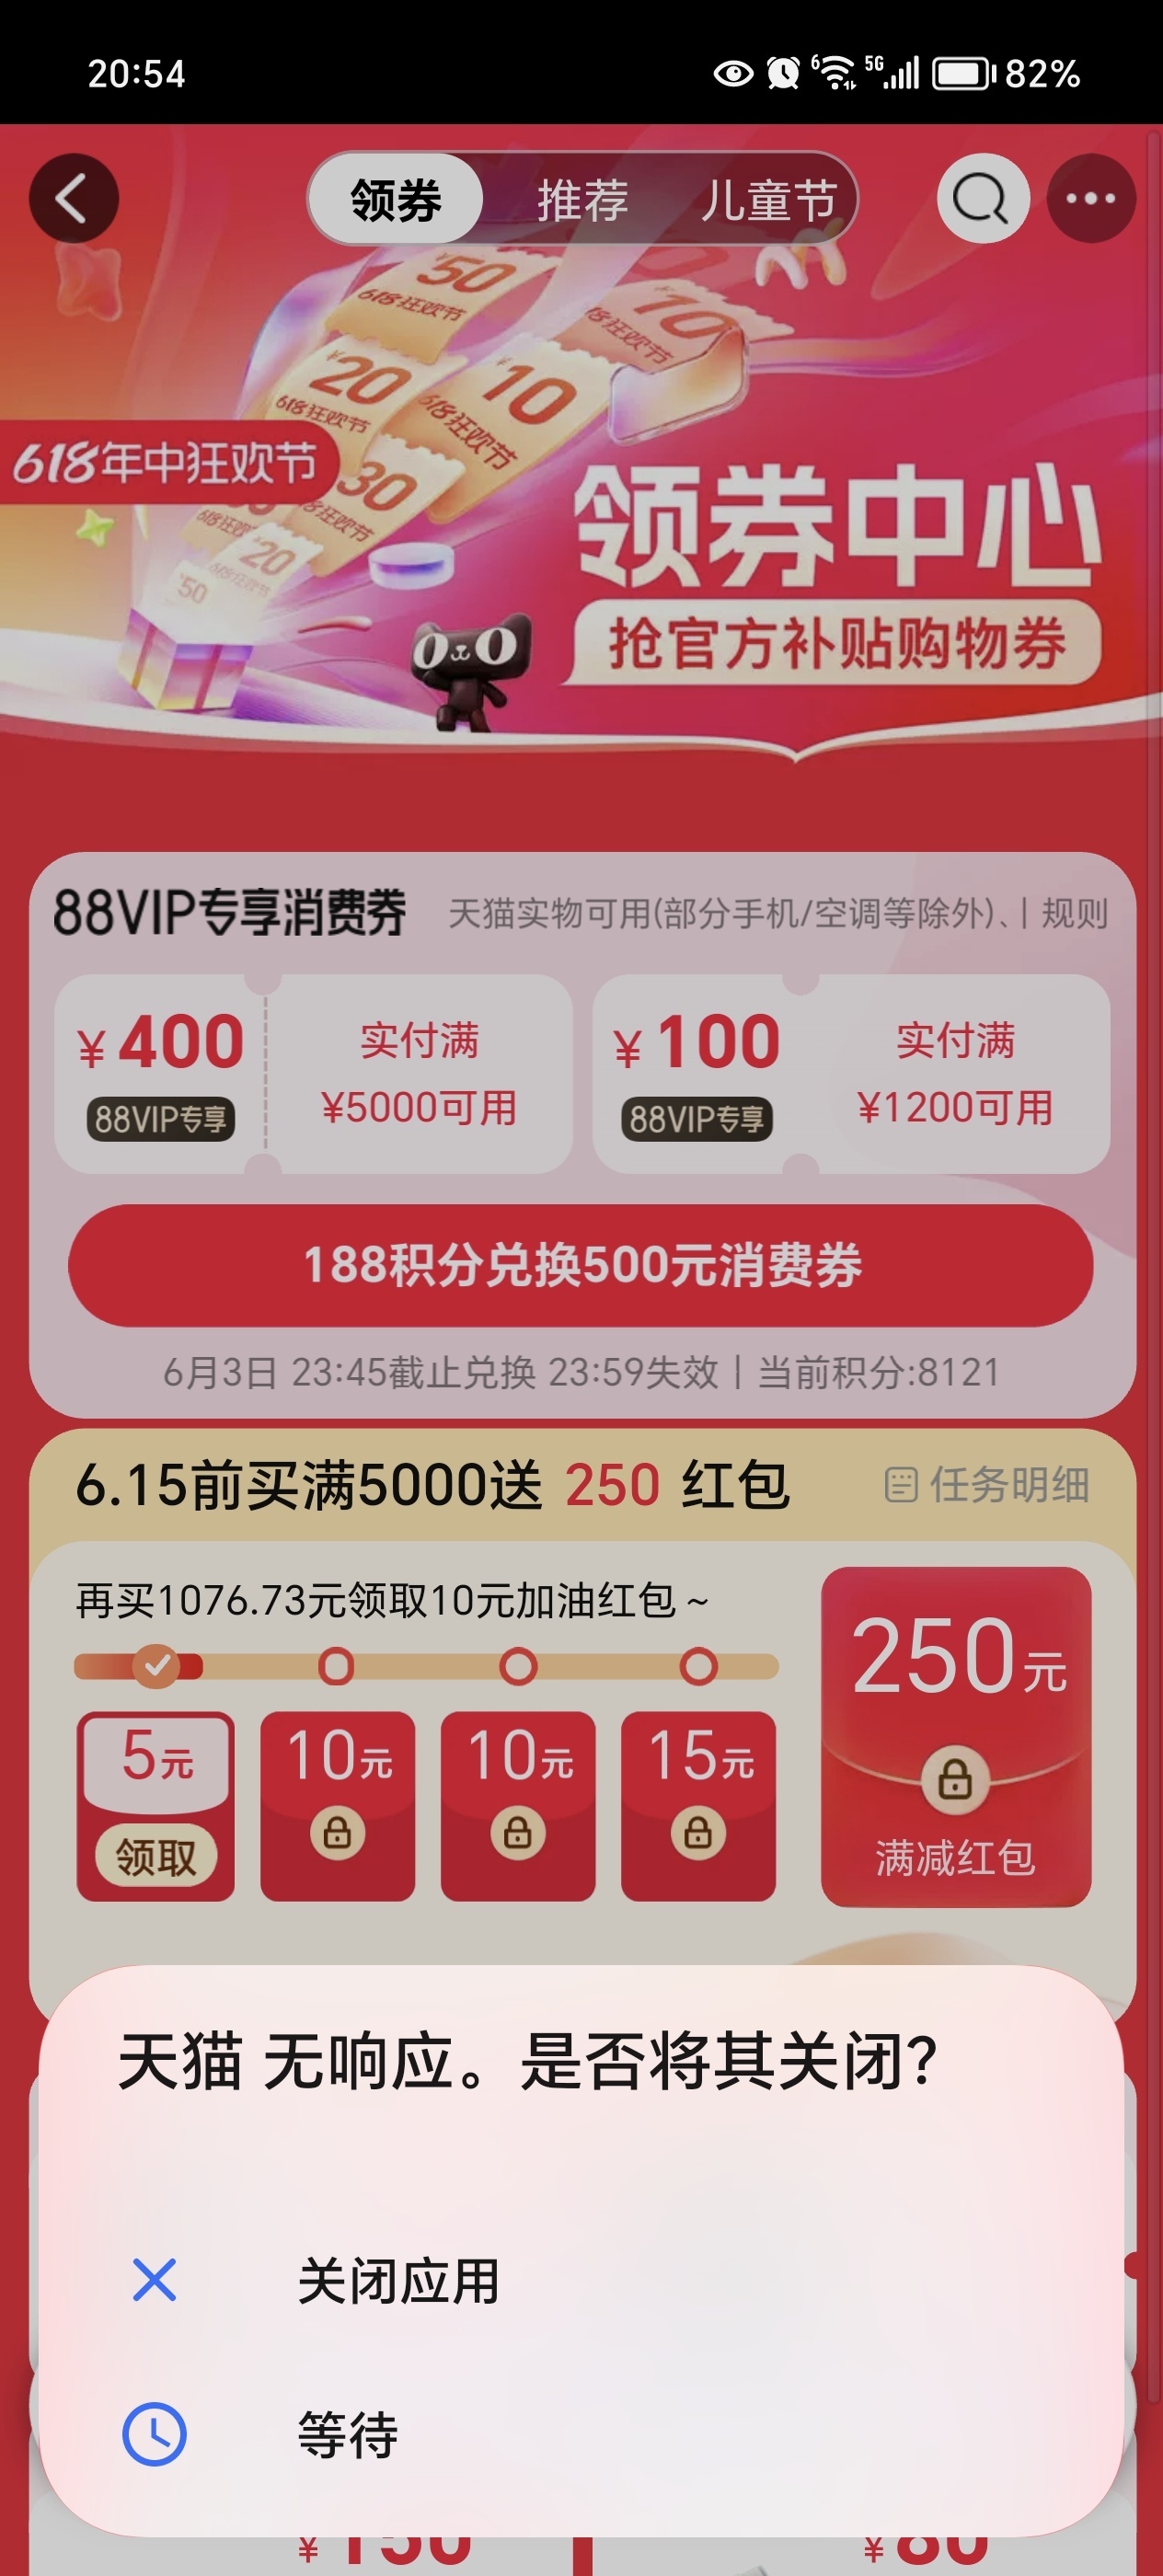 20:54
6
5G
82%
领券
推荐
儿童节
50
618狂欢节
10
618狂欢节
20
618狂欢节
10
618狂欢节
618年中狂欢节
30
618狂欢节
20
50
领券中心
抢官方补贴购物券
88VIP专享消费券
天猫实物可用(部分手机/空调等除外)、| 规则
¥400
88VIP专享
实付满
¥5000可用
¥100
88VIP专享
实付满
¥1200可用
188积分兑换500元消费券
6月3日 23:45截止兑换 23:59失效 | 当前积分:8121
6.15前买满5000送 250 红包
任务明细
再买1076.73元领取10元加油红包~
5元
领取
10元
10元
15元
250元
满减红包
天猫 无响应。是否将其关闭?
关闭应用
等待
¥150
¥80